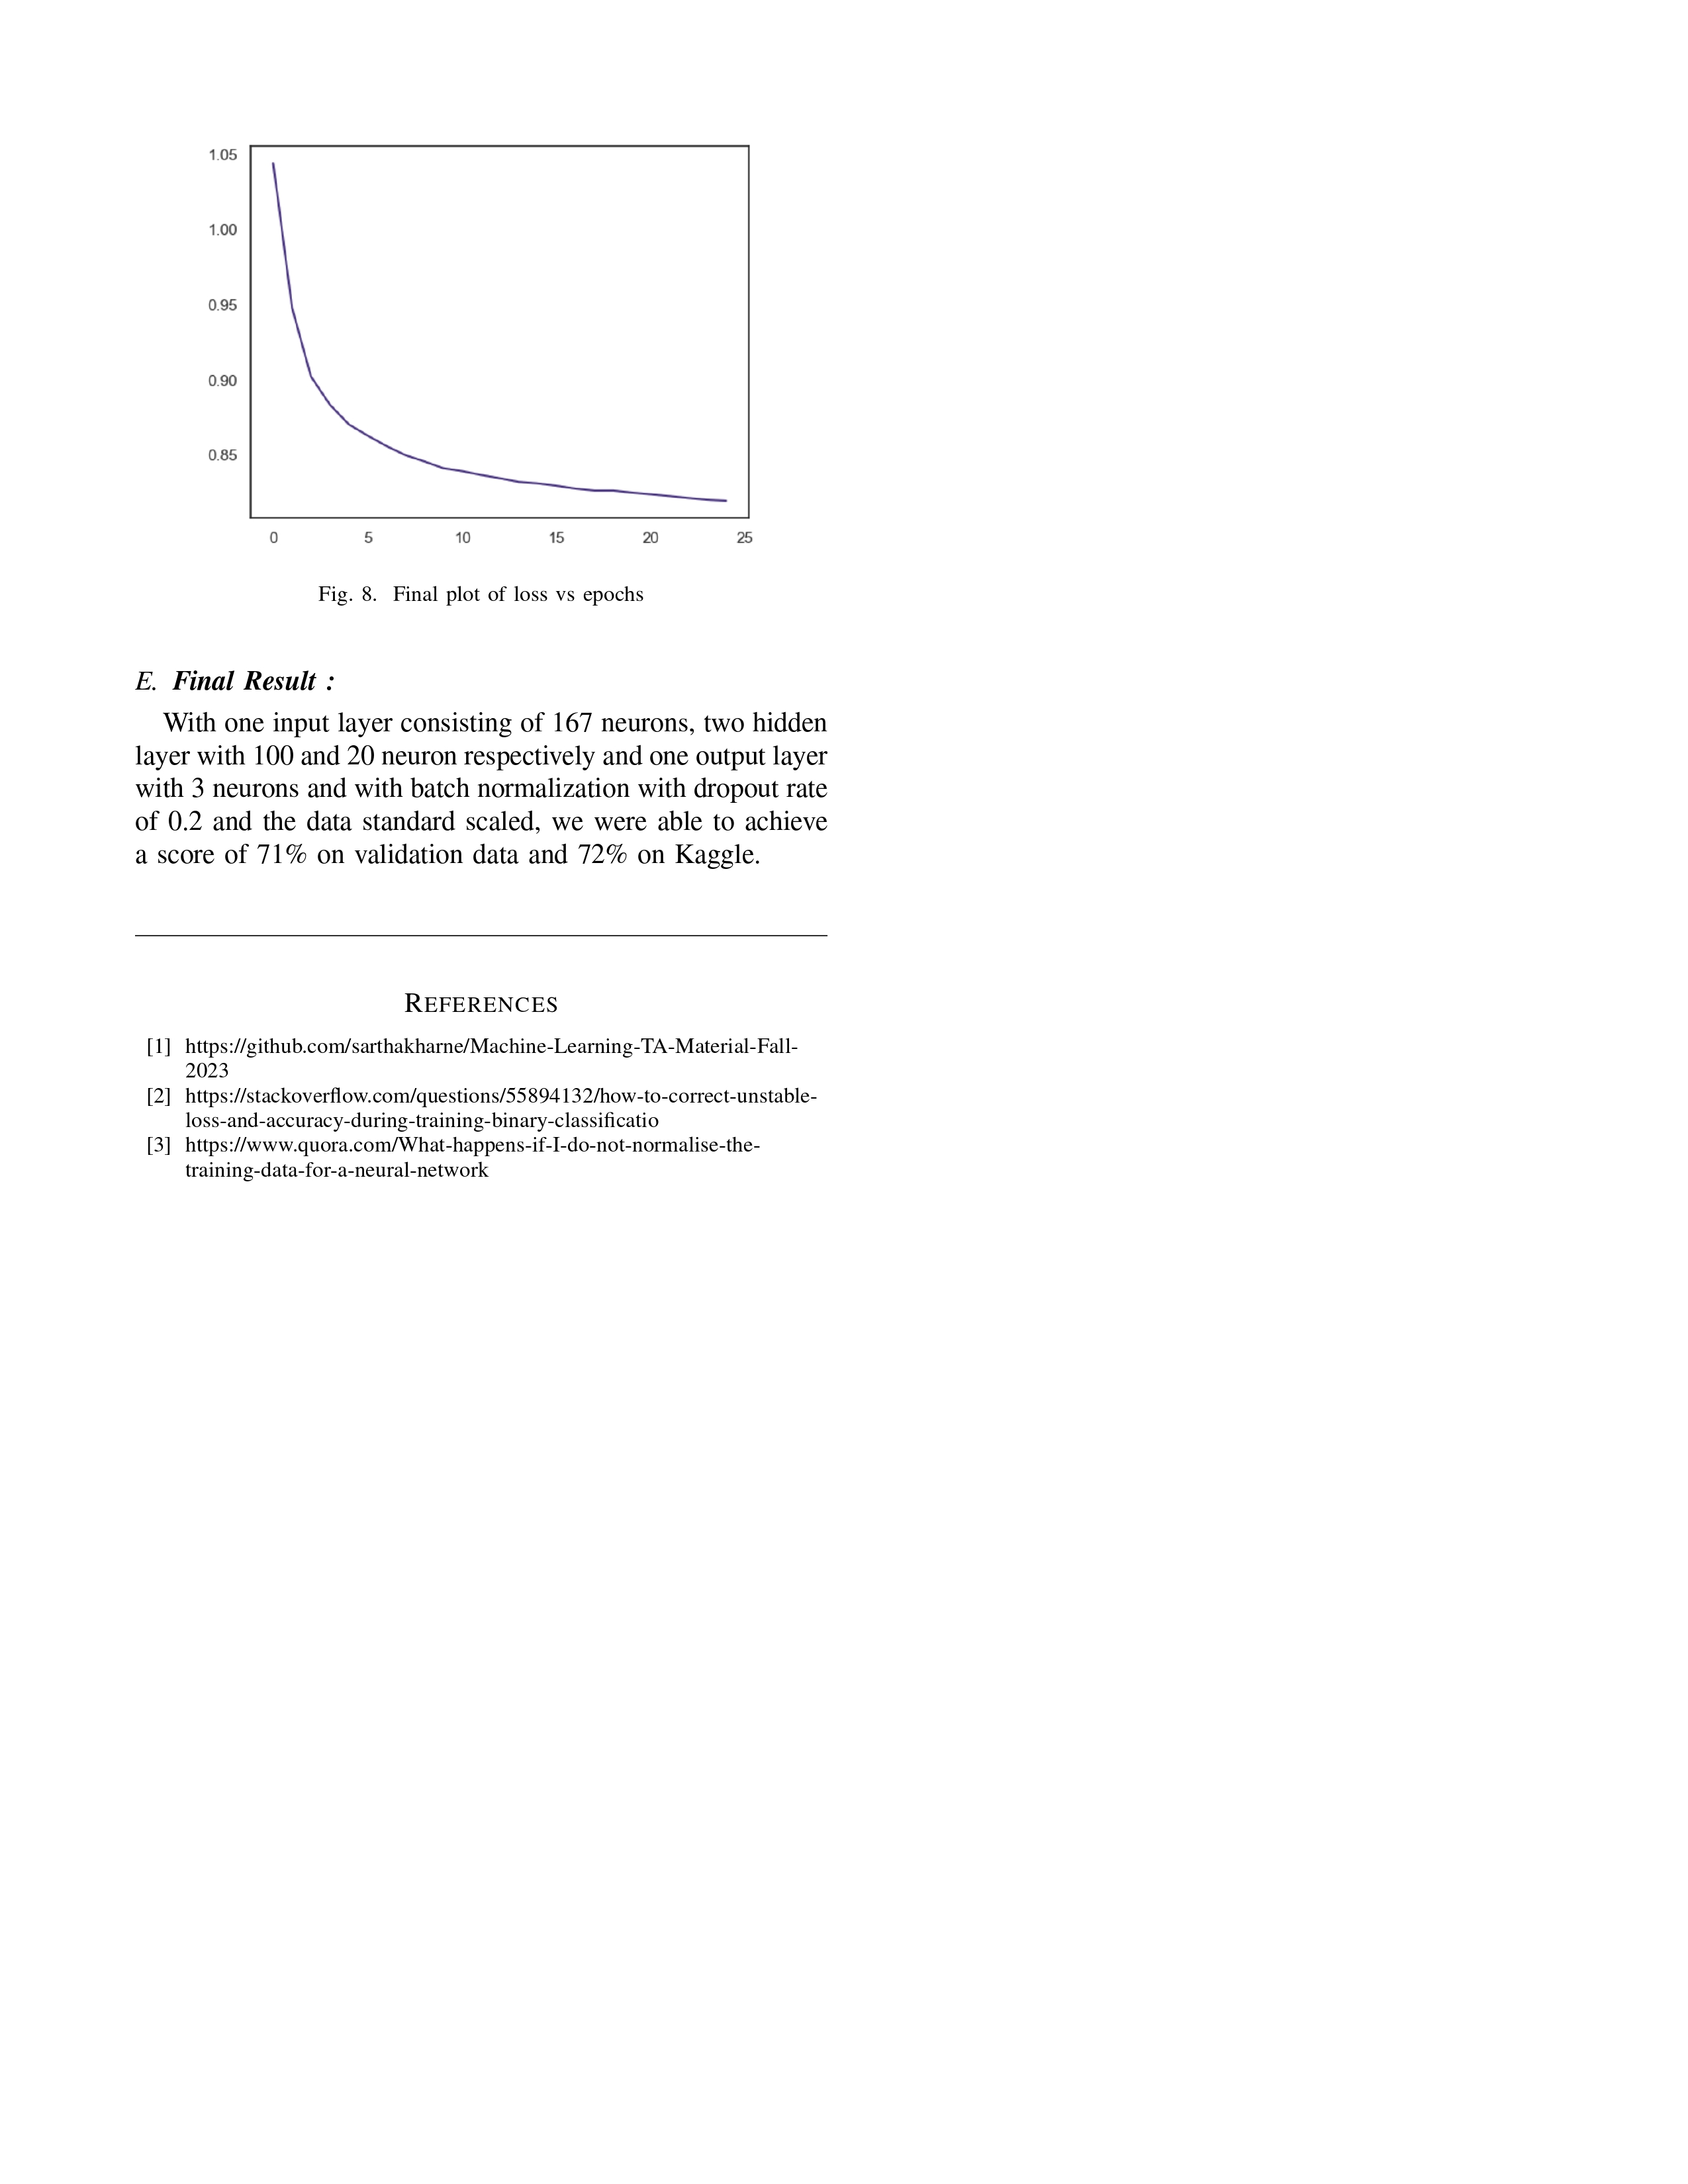 1.05
1.00
0.95
0.90
0.85
0 5 10 15 20 25
Fig. 8. Final plot of loss vs epochs
E. Final Result :
With one input layer consisting of 167 neurons, two hidden
layer with 100 and 20 neuron respectively and one output layer
with 3 neurons and with batch normalization with dropout rate
of 0.2 and the data standard scaled, we were able to achieve
a score of 71% on validation data and 72% on Kaggle.
REFERENCES
[1] https://github.com/sarthakharne/Machine-Learning-TA-Material-Fall-
2023
[2] https://stackoverflow.com/questions/55894132/how-to-correct-unstable-
loss-and-accuracy-during-training-binary-classificatio
[3] https://www.quora.com/What-happens-if-I-do-not-normalise-the-
training-data-for-a-neural-network